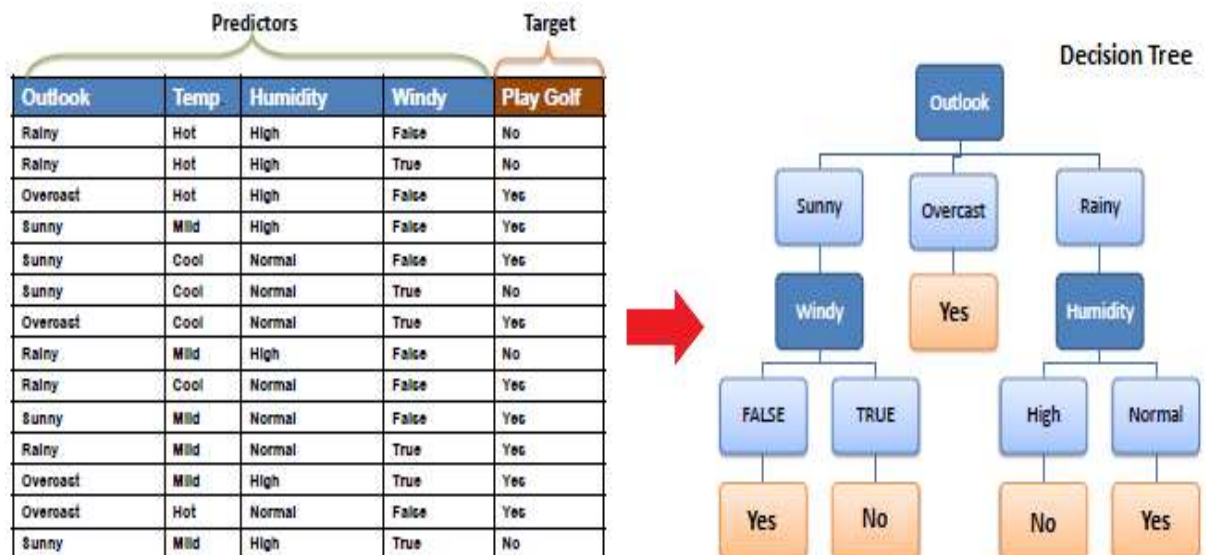 Predictors Target
Outlook Temp Humidity Windy Play Golf
Rainy Hot High False No
Rainy Hot High True No
Overcast Hot High False Yes
Sunny Mild High False Yes
Sunny Cool Normal False Yes
Sunny Cool Normal True No
Overcast Cool Normal True Yes
Rainy Mild High False No
Rainy Cool Normal False Yes
Sunny Mild Normal False Yes
Rainy Mild Normal True Yes
Overcast Mild High True Yes
Overcast Hot Normal False Yes
Sunny Mild High True No
Decision Tree
Outlook
Sunny Overcast Rainy
Windy Yes Humidity
FALSE TRUE High Normal
Yes No No Yes